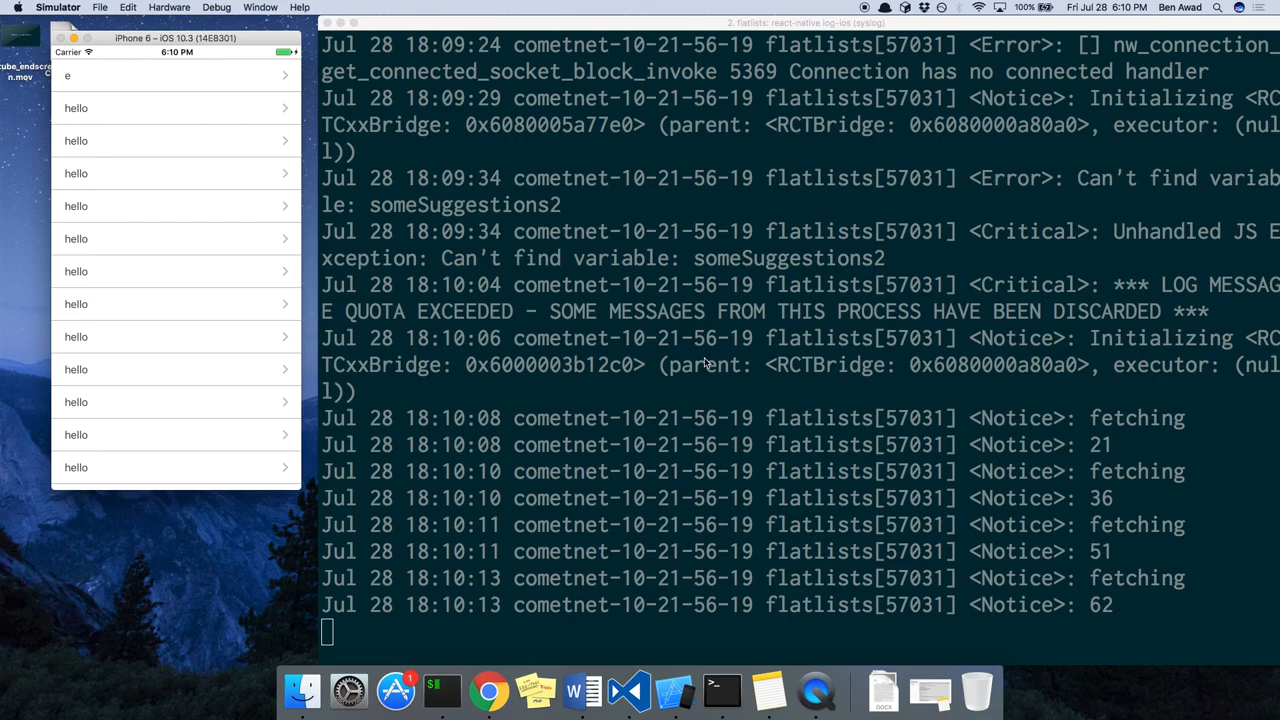 Simulator File Edit Hardware Debug Window Help
100% Fri Jul 28 6:10 PM Ben Awad
2. flatlists: react-native log-ios (syslog)
iPhone 6 – iOS 10.3 (14E8301)
Carrier 6:10 PM
e
hello
hello
hello
hello
hello
hello
hello
hello
hello
hello
hello
hello
Jul 28 18:09:24 cometnet-10-21-56-19 flatlists[57031] <Error>: [] nw_connection_
get_connected_socket_block_invoke 5369 Connection has no connected handler
Jul 28 18:09:29 cometnet-10-21-56-19 flatlists[57031] <Notice>: Initializing <RC
TCxxBridge: 0x6080005a77e0> (parent: <RCTBridge: 0x6080000a80a0>, executor: (nul
l))
Jul 28 18:09:34 cometnet-10-21-56-19 flatlists[57031] <Error>: Can't find variab
le: someSuggestions2
Jul 28 18:09:34 cometnet-10-21-56-19 flatlists[57031] <Critical>: Unhandled JS E
xception: Can't find variable: someSuggestions2
Jul 28 18:10:04 cometnet-10-21-56-19 flatlists[57031] <Critical>: *** LOG MESSAG
E QUOTA EXCEEDED - SOME MESSAGES FROM THIS PROCESS HAVE BEEN DISCARDED ***
Jul 28 18:10:06 cometnet-10-21-56-19 flatlists[57031] <Notice>: Initializing <RC
TCxxBridge: 0x6000003b12c0> (parent: <RCTBridge: 0x6080000a80a0>, executor: (nul
l))
Jul 28 18:10:08 cometnet-10-21-56-19 flatlists[57031] <Notice>: fetching
Jul 28 18:10:08 cometnet-10-21-56-19 flatlists[57031] <Notice>: 21
Jul 28 18:10:10 cometnet-10-21-56-19 flatlists[57031] <Notice>: fetching
Jul 28 18:10:10 cometnet-10-21-56-19 flatlists[57031] <Notice>: 36
Jul 28 18:10:11 cometnet-10-21-56-19 flatlists[57031] <Notice>: fetching
Jul 28 18:10:11 cometnet-10-21-56-19 flatlists[57031] <Notice>: 51
Jul 28 18:10:13 cometnet-10-21-56-19 flatlists[57031] <Notice>: fetching
Jul 28 18:10:13 cometnet-10-21-56-19 flatlists[57031] <Notice>: 62
1
DOCX